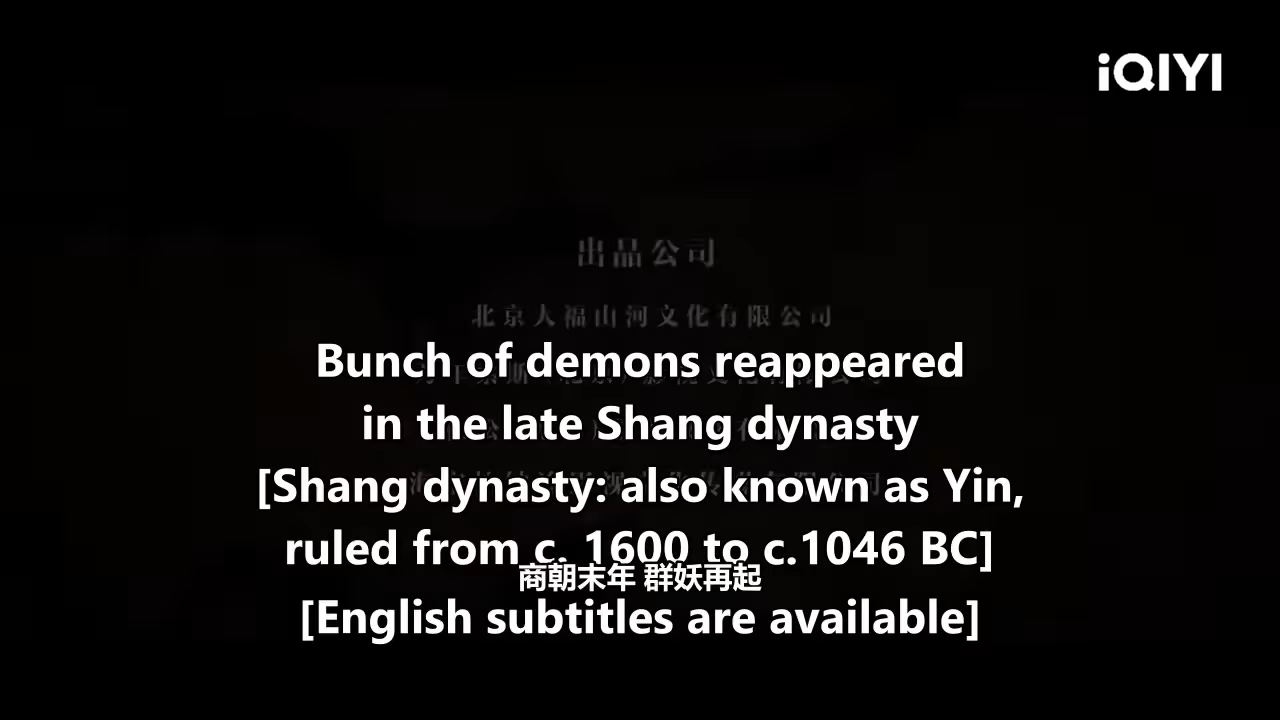 iQIYI
出品公司
北京大福山河文化有限公司
Bunch of demons reappeared
in the late Shang dynasty
[Shang dynasty: also known as Yin,
ruled from c. 1600 to c.1046 BC]
商朝末年 群妖再起
[English subtitles are available]